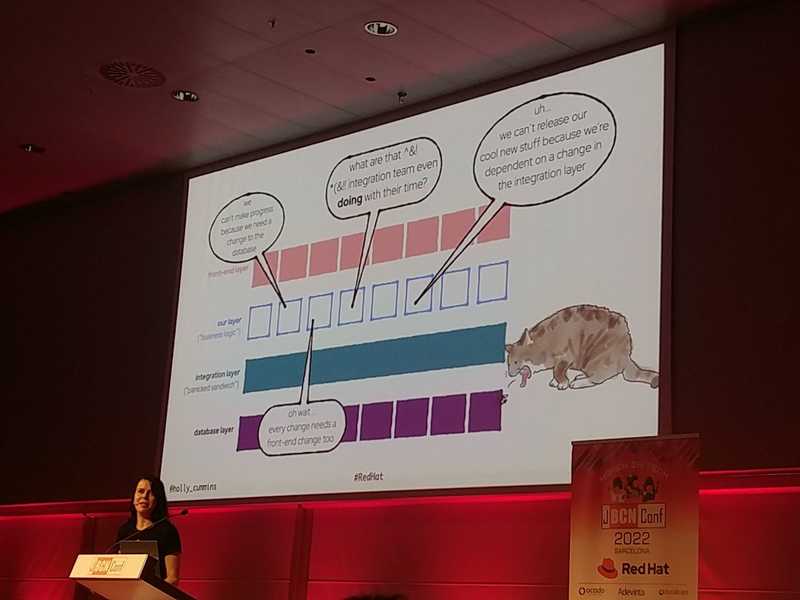 uh...
we can't release our
cool new stuff because we're
dependent on a change in
the integration layer
what are that ^&!
*(&!! integration team even
doing with their time?
we
can't make progress
because we need a
change to the
database
front-end layer
our layer
("business logic")
integration layer
("panicked sandwich")
database layer
oh wait...
every change needs a
front-end change too
@holly_cummins
#RedHat
JBCNConf
JBCNConf
2022
BARCELONA
Red Hat
ocado
Adevinta